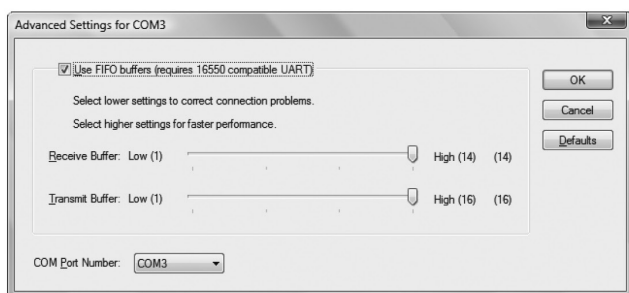 Advanced Settings for COM3
Use FIFO buffers (requires 16550 compatible UART)
Select lower settings to correct connection problems.
Select higher settings for faster performance.
Receive Buffer: Low (1) High (14) (14)
Transmit Buffer: Low (1) High (16) (16)
COM Port Number: COM3
OK
Cancel
Defaults